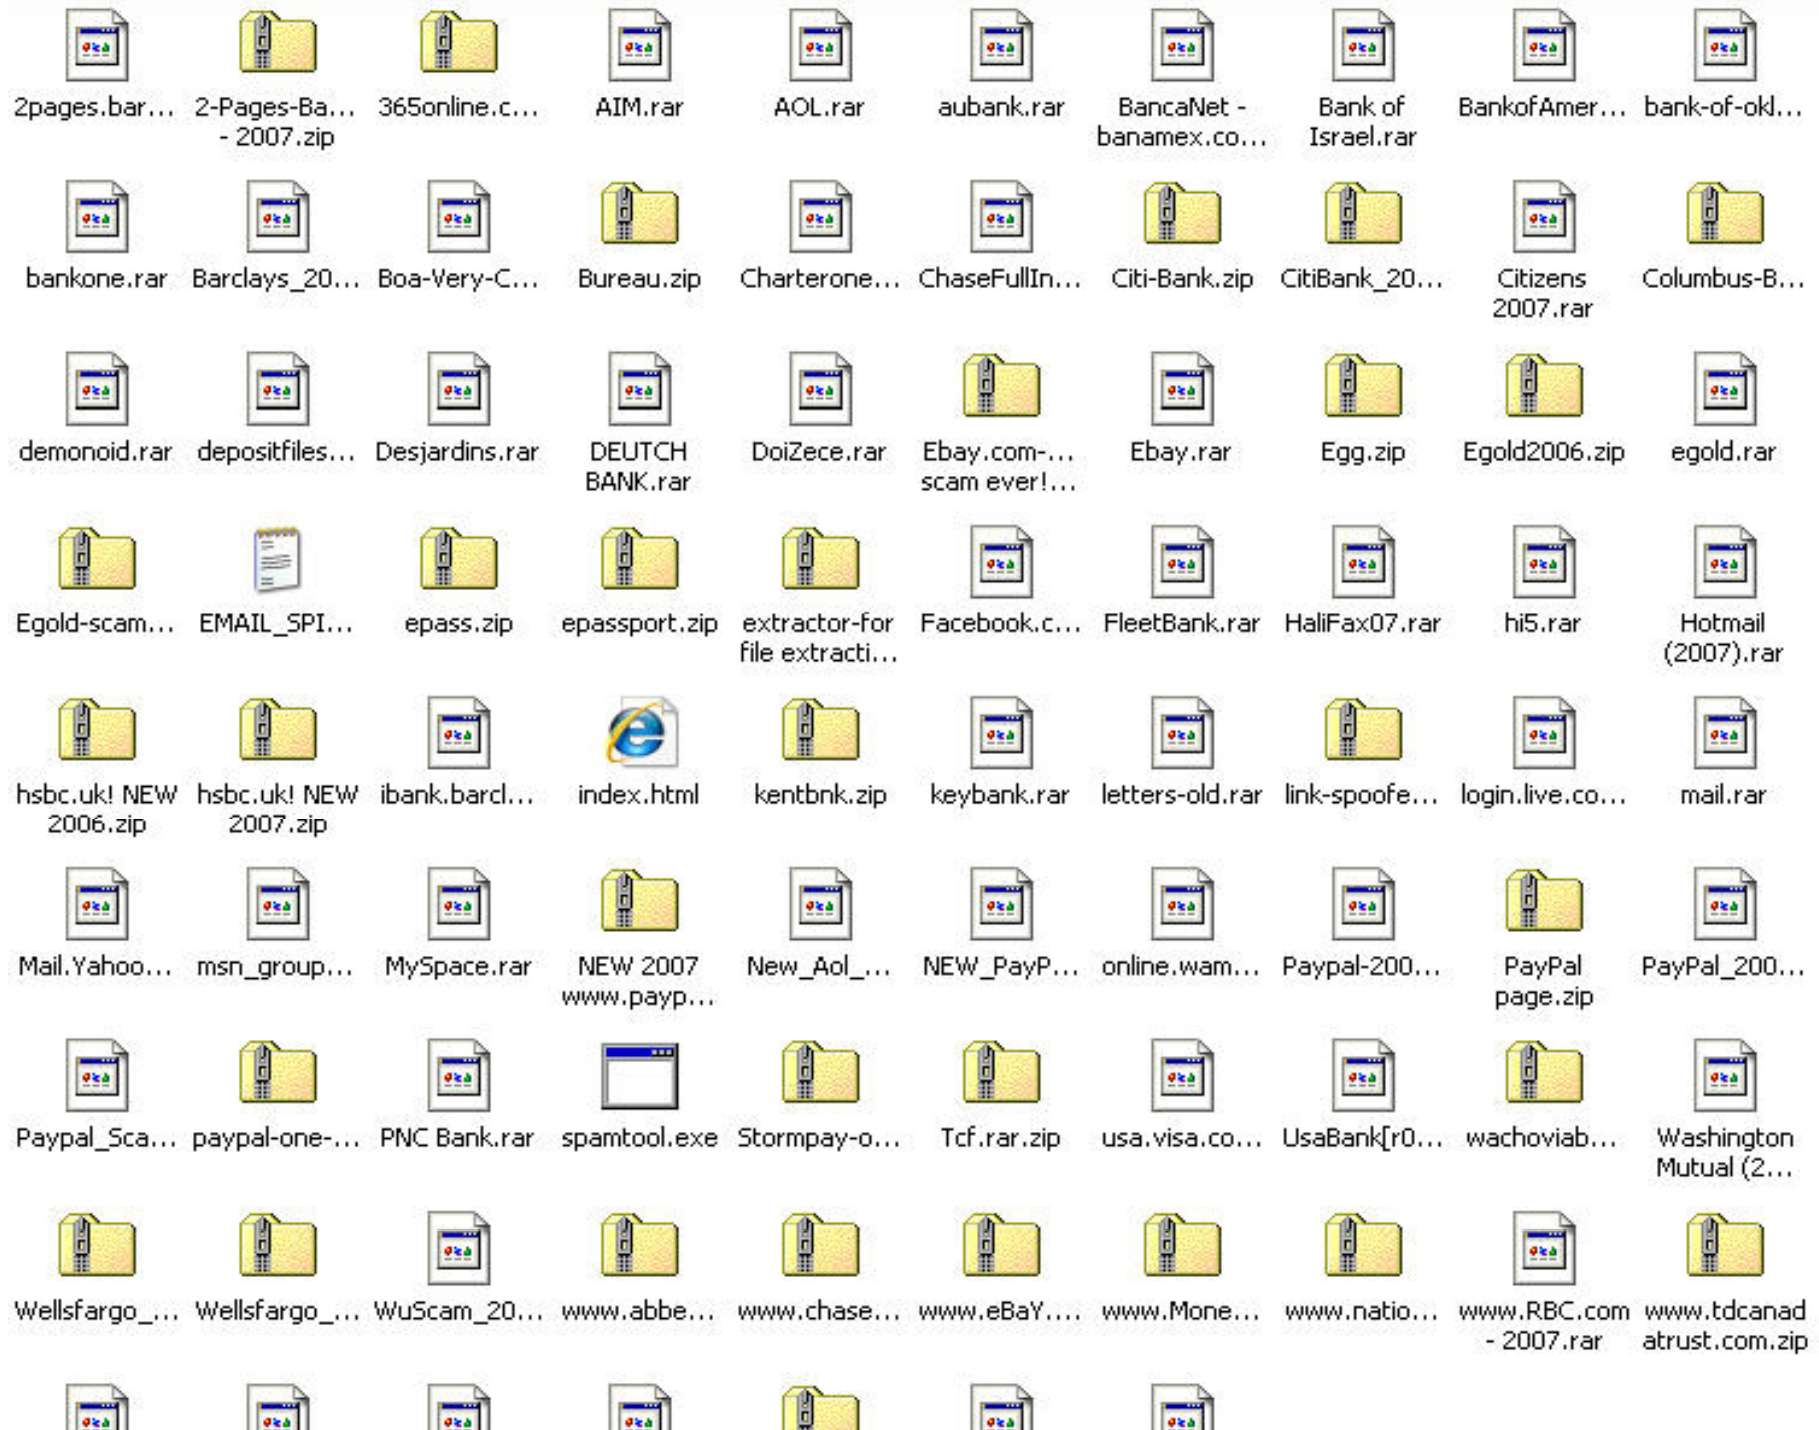 2pages.bar...
2-Pages-Ba...
- 2007.zip
365online.c...
AIM.rar
AOL.rar
aubank.rar
BancaNet -
banamex.co...
Bank of
Israel.rar
BankofAmer...
bank-of-okl...
bankone.rar
Barclays_20...
Boa-Very-C...
Bureau.zip
Charterone...
ChaseFullIn...
Citi-Bank.zip
CitiBank_20...
Citizens
2007.rar
Columbus-B...
demonoid.rar
depositfiles...
Desjardins.rar
DEUTCH
BANK.rar
DoiZece.rar
Ebay.com-...
scam ever!...
Ebay.rar
Egg.zip
Egold2006.zip
egold.rar
Egold-scam...
EMAIL_SPI...
epass.zip
epassport.zip
extractor-for
file extracti...
Facebook.c...
FleetBank.rar
HaliFax07.rar
hi5.rar
Hotmail
(2007).rar
hsbc.uk! NEW
2006.zip
hsbc.uk! NEW
2007.zip
ibank.barcl...
index.html
kentbnk.zip
keybank.rar
letters-old.rar
link-spoofe...
login.live.co...
mail.rar
Mail.Yahoo...
msn_group...
MySpace.rar
NEW 2007
www.payp...
New_Aol_...
NEW_PayP...
online.wam...
Paypal-200...
PayPal
page.zip
PayPal_200...
Paypal_Sca...
paypal-one-...
PNC Bank.rar
spamtool.exe
Stormpay-o...
Tcf.rar.zip
usa.visa.co...
UsaBank[r0...
wachoviab...
Washington
Mutual (2...
Wellsfargo_...
Wellsfargo_...
WuScam_20...
www.abbe...
www.chase...
www.eBaY....
www.Mone...
www.natio...
www.RBC.com
- 2007.rar
www.tdcanad
atrust.com.zip